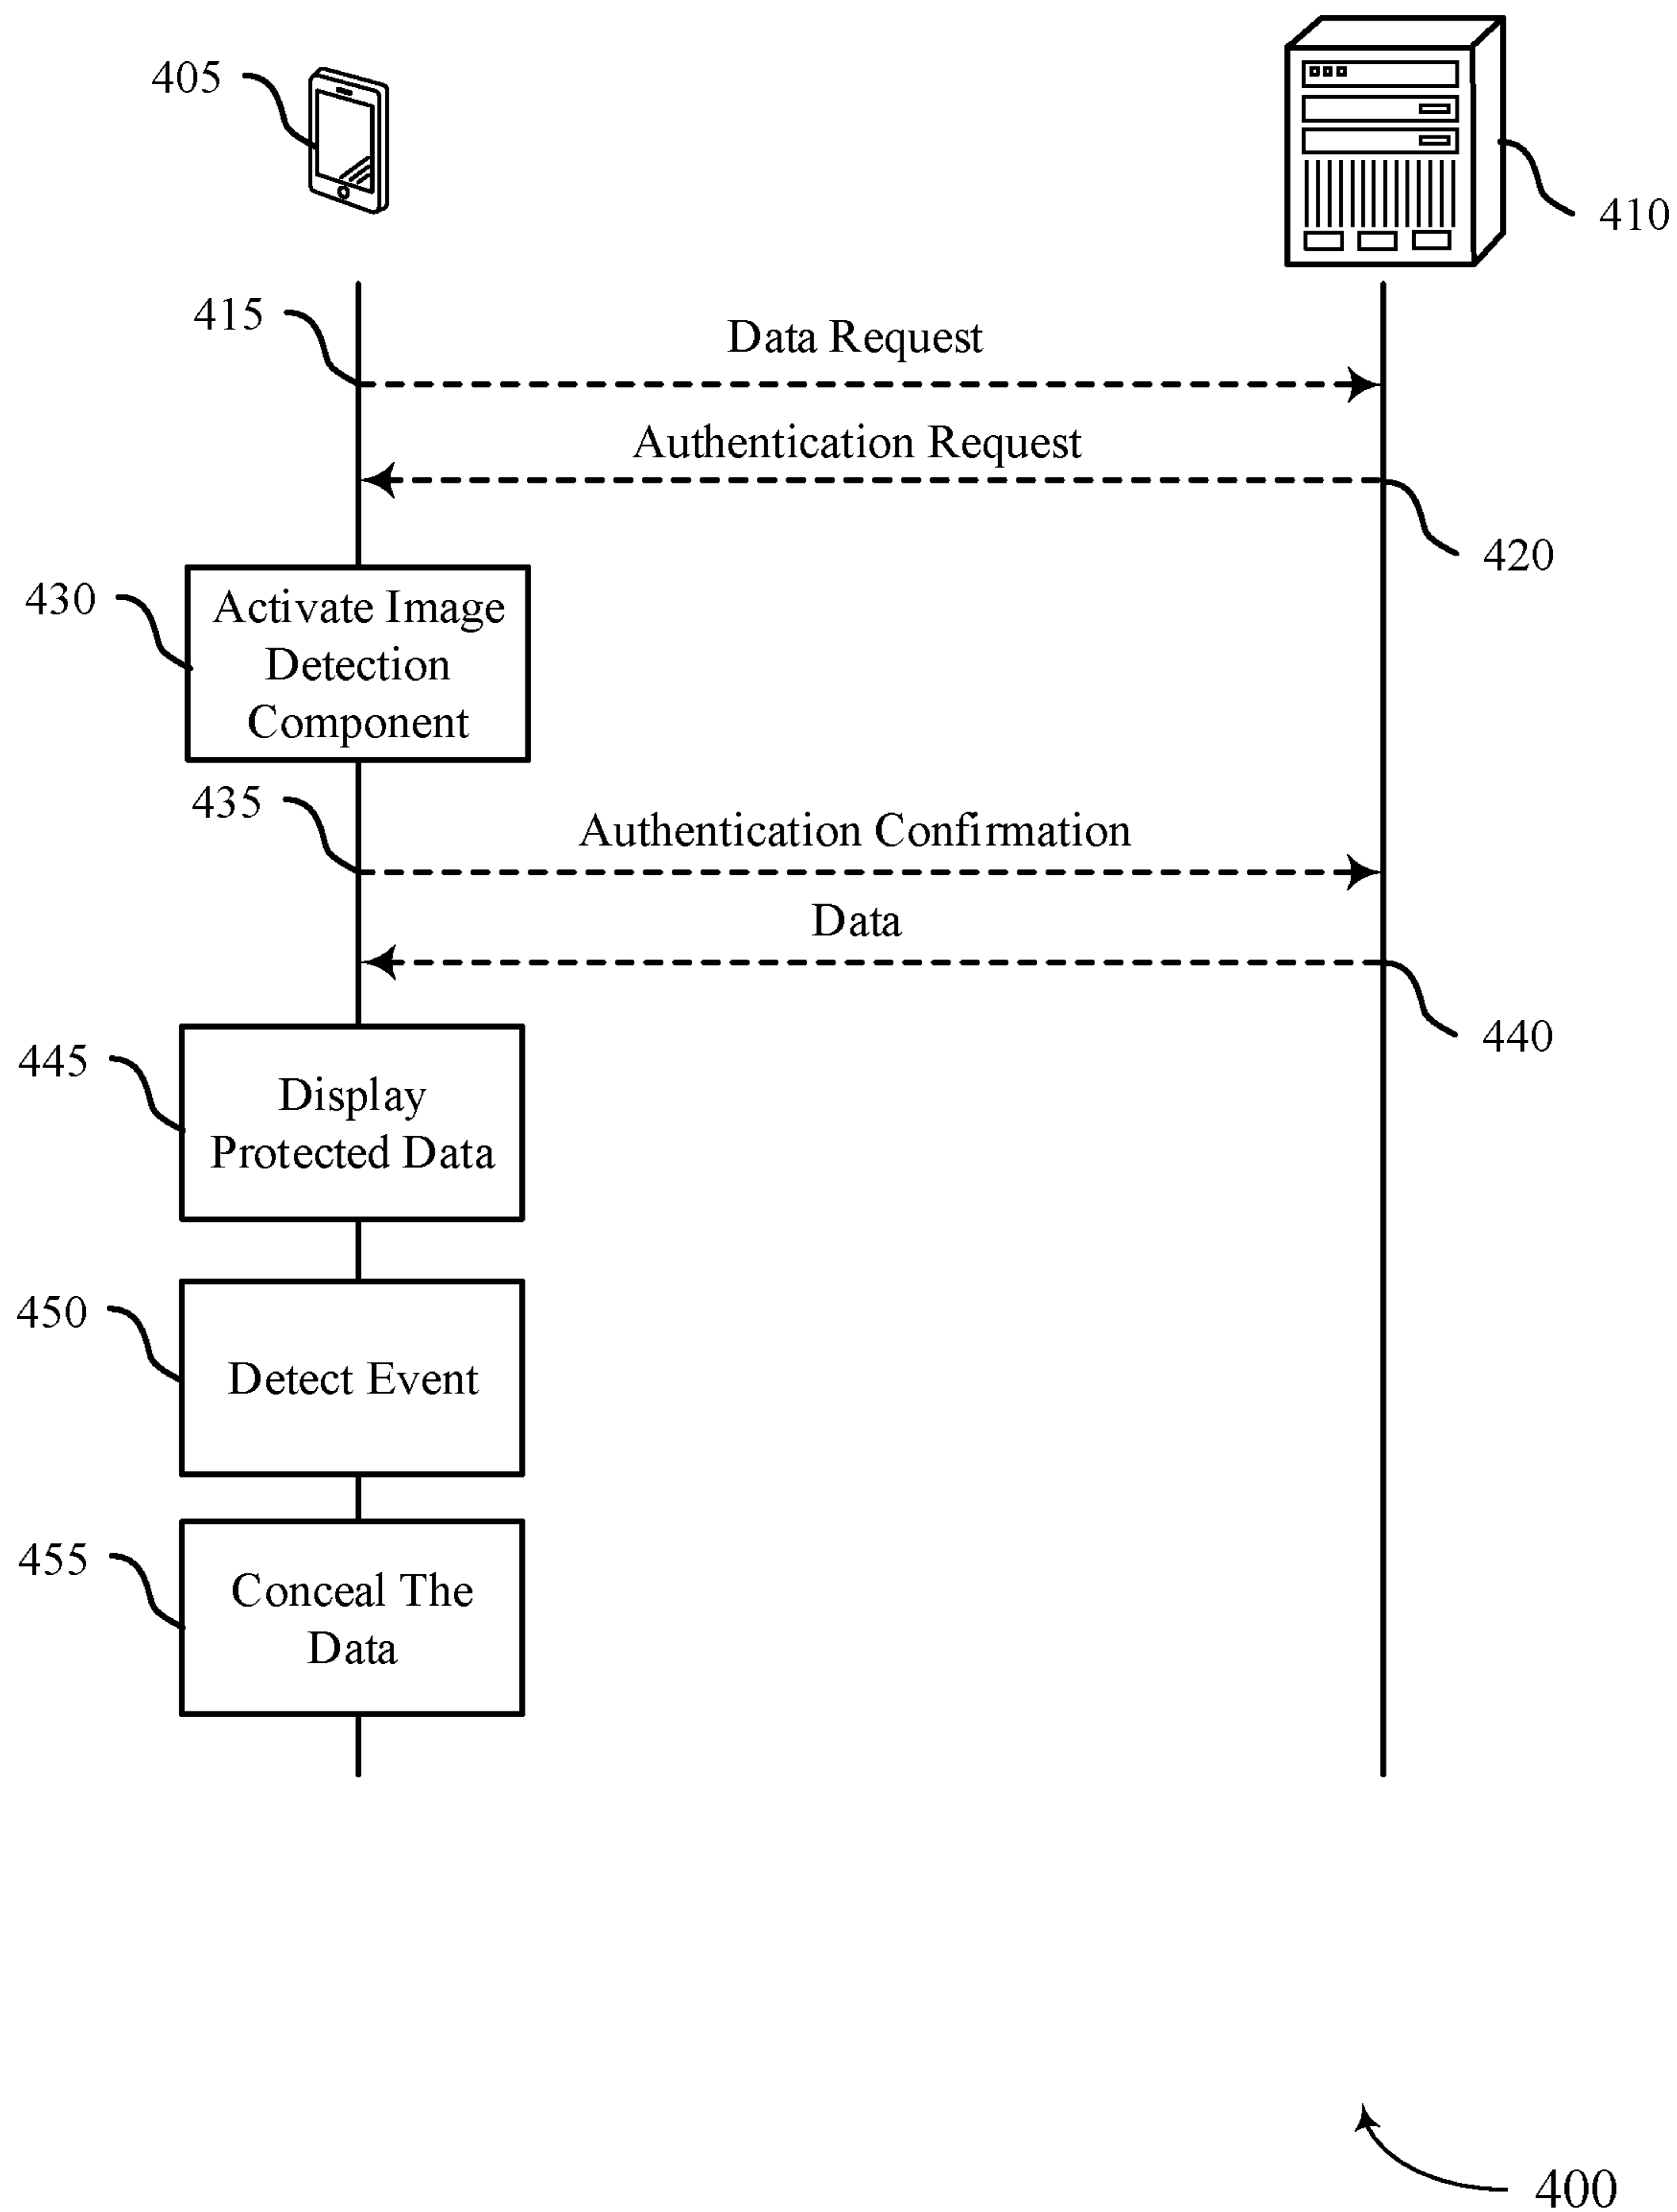 405
410
415
Data Request
Authentication Request
420
430
Activate Image
Detection
Component
435
Authentication Confirmation
Data
440
445
Display
Protected Data
450
Detect Event
455
Conceal The
Data
400